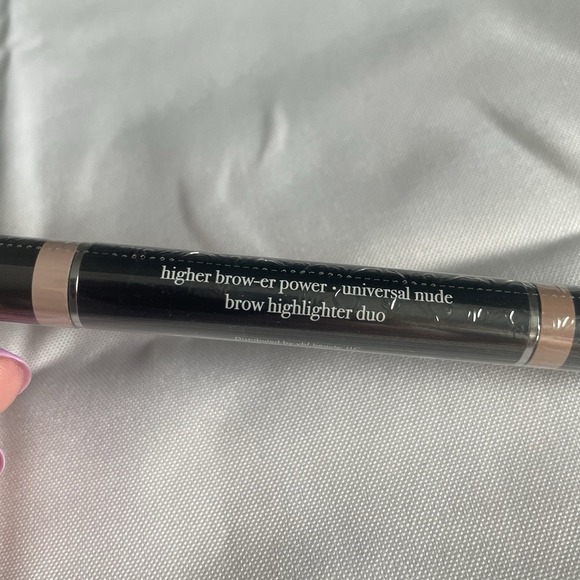 higher brow-er power • universal nude
brow highlighter duo